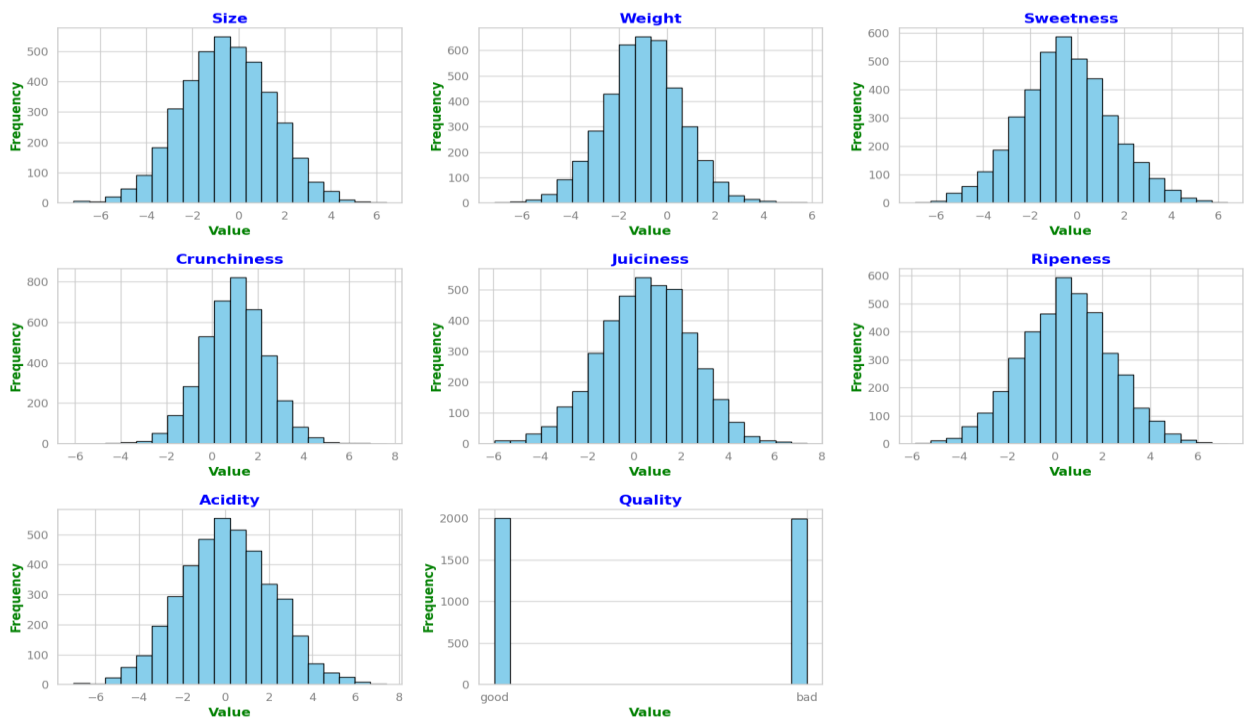 Size
Frequency
500
400
300
200
100
0
−6 −4 −2 0 2 4 6
Value
Weight
Frequency
600
500
400
300
200
100
0
−6 −4 −2 0 2 4 6
Value
Sweetness
Frequency
600
500
400
300
200
100
0
−6 −4 −2 0 2 4 6
Value
Crunchiness
Frequency
800
600
400
200
0
−6 −4 −2 0 2 4 6 8
Value
Juiciness
Frequency
500
400
300
200
100
0
−6 −4 −2 0 2 4 6 8
Value
Ripeness
Frequency
600
500
400
300
200
100
0
−6 −4 −2 0 2 4 6
Value
Acidity
Frequency
500
400
300
200
100
0
−6 −4 −2 0 2 4 6 8
Value
Quality
Frequency
2000
1500
1000
500
0
good bad
Value